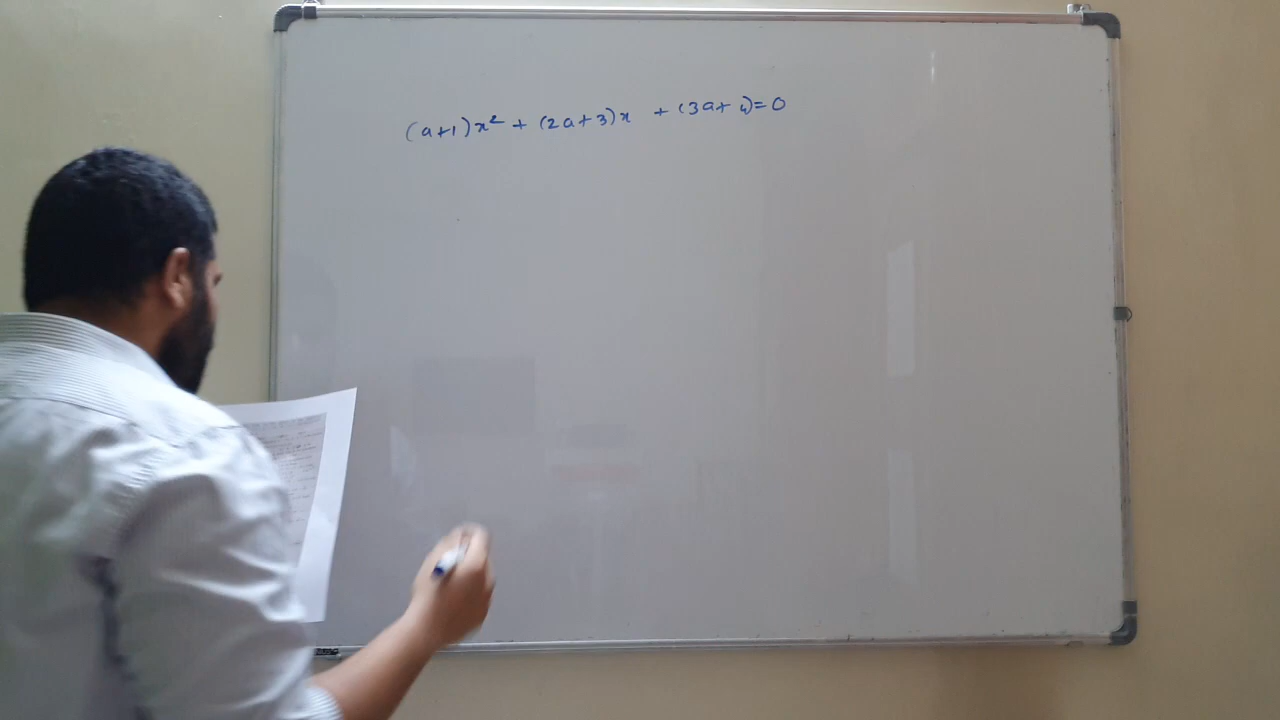 (a+1)x² + (2a+3)x + (3a+4)=0